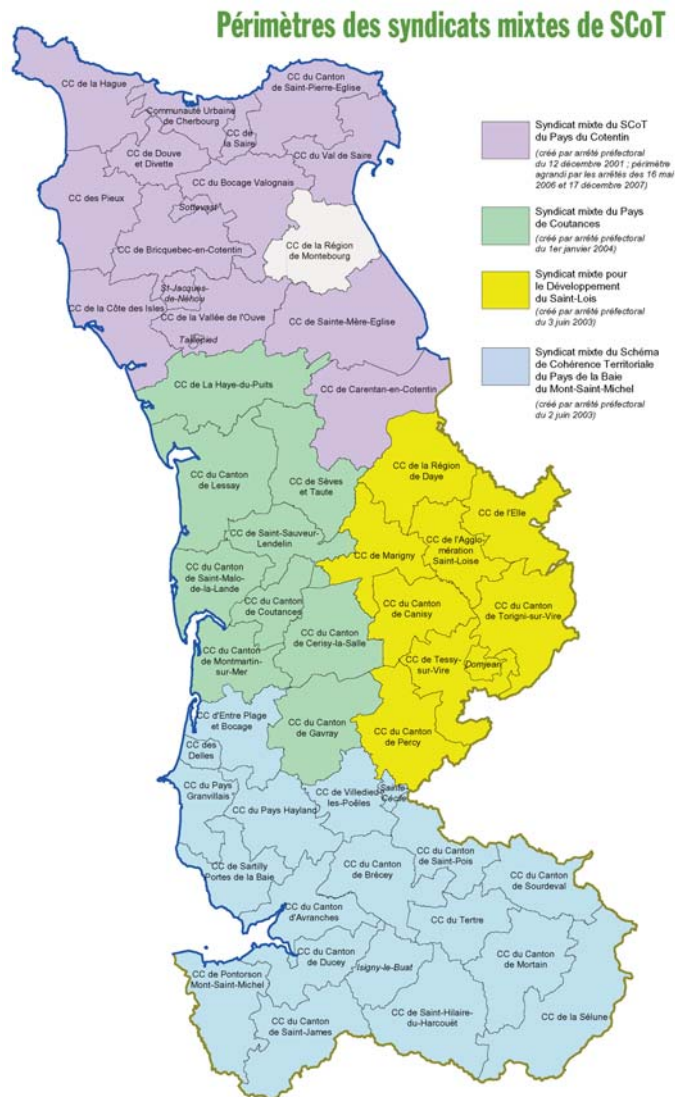 Périmètres des syndicats mixtes de SCoT
Syndicat mixte du SCoT
du Pays du Cotentin
(créé par arrêté préfectoral
du 12 décembre 2001 ; périmètre
agrandi par les arrêtés des 16 mai
2006 et 17 décembre 2007)
Syndicat mixte du Pays
de Coutances
(créé par arrêté préfectoral
du 1er janvier 2004)
Syndicat mixte pour
le Développement
du Saint-Lois
(créé par arrêté préfectoral
du 3 juin 2003)
Syndicat mixte du Schéma
de Cohérence Territoriale
du Pays de la Baie
du Mont-Saint-Michel
(créé par arrêté préfectoral
du 2 juin 2003)
CC de la Hague
CC du Canton
de Saint-Pierre-Eglise
Communauté Urbaine
de Cherbourg
CC de
la Saire
CC de Douve
et Divette
CC du Val de Saire
CC des Pieux
CC du Bocage Valognais
Sottevast
CC de Bricquebec-en-Cotentin
CC de la Région
de Montebourg
St-Jacques-
de-Néhou
CC de la Côte des Isles
CC de la Vallée de l'Ouve
CC de Sainte-Mère-Eglise
Taillepied
CC de La Haye-du-Puits
CC de Carentan-en-Cotentin
CC du Canton
de Lessay
CC de Sèves
et Taute
CC de la Région
de Daye
CC de l'Elle
CC de Saint-Sauveur-
Lendelin
CC de Marigny
CC de l'Agglo-
mération
Saint-Loise
CC du Canton
de Saint-Malo-
de-la-Lande
CC du Canton
de Coutances
CC du Canton
de Canisy
CC du Canton
de Torigni-sur-Vire
CC du Canton
de Cerisy-la-Salle
CC du Canton
de Montmartin-
sur-Mer
CC de Tessy-
sur-Vire
Domjean
CC d'Entre Plage
et Bocage
CC du Canton
de Gavray
CC du Canton
de Percy
CC des
Delles
CC du Pays
Granvillais
CC de Villedieu
les-Poêles
Sainte-
Cécile
CC du Pays Hayland
CC de Sartilly
Portes de la Baie
CC du Canton
de Brécey
CC du Canton
de Saint-Pois
CC du Canton
de Sourdeval
CC du Canton
d'Avranches
CC du Tertre
CC du Canton
de Ducey
Isigny-le-Buat
CC du Canton
de Mortain
CC de Pontorson
Mont-Saint-Michel
CC du Canton
de Saint-James
CC de Saint-Hilaire-
du-Harcouët
CC de la Sélune